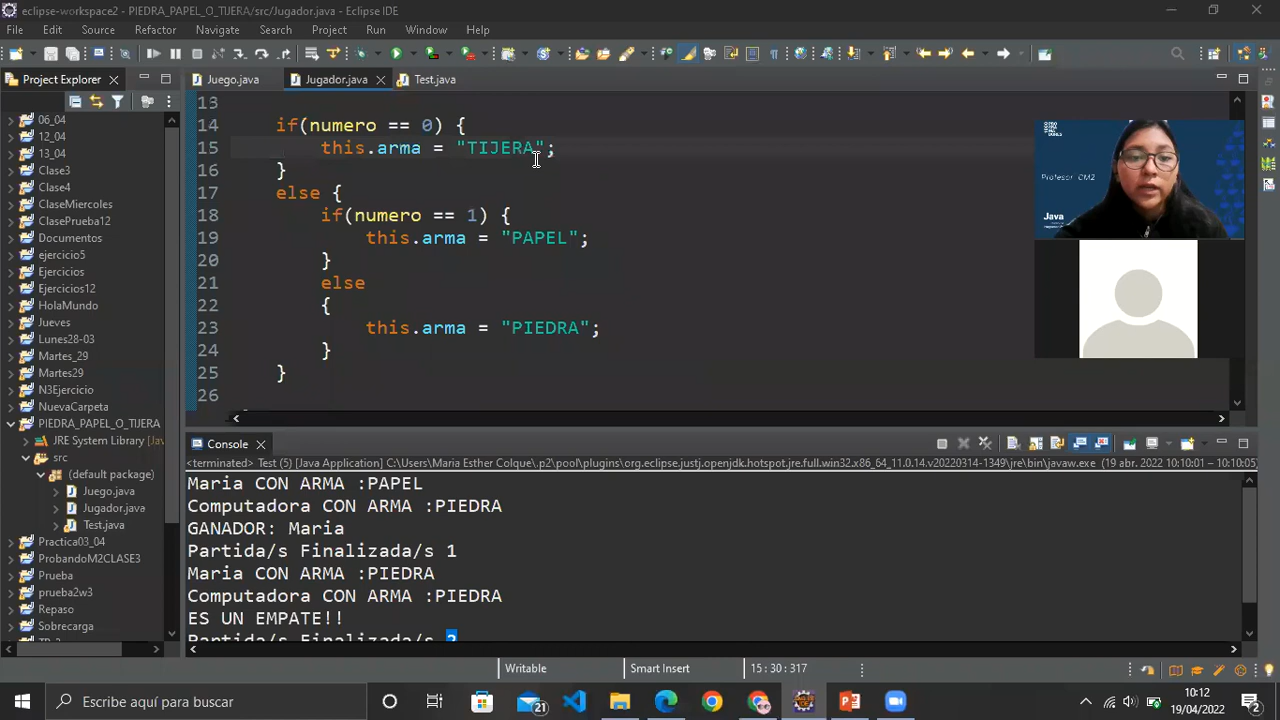 eclipse-workspace2 - PIEDRA_PAPEL_O_TIJERA/src/Jugador.java - Eclipse IDE
File Edit Source Refactor Navigate Search Project Run Window Help
Project Explorer
Juego.java Jugador.java Test.java
06_04
12_04
13_04
Clase3
Clase4
ClaseMiercoles
ClasePrueba12
Documentos
ejercicio5
Ejercicios
Ejercicios12
HolaMundo
Jueves
Lunes28-03
Martes_29
Martes29
N3Ejercicio
NuevaCarpeta
PIEDRA_PAPEL_O_TIJERA
JRE System Library [Jav
src
(default package)
Juego.java
Jugador.java
Test.java
Practica03_04
ProbandoM2CLASE3
Prueba
prueba2w3
Repaso
Sobrecarga
13
14 if(numero == 0) {
15 this.arma = "TIJERA";
16 }
17 else {
18 if(numero == 1) {
19 this.arma = "PAPEL";
20 }
21 else
22 {
23 this.arma = "PIEDRA";
24 }
25 }
26
Profesor_CM2
Java
Console
<terminated> Test (5) [Java Application] C:\Users\Maria Esther Colque\.p2\pool\plugins\org.eclipse.justj.openjdk.hotspot.jre.full.win32.x86_64_11.0.14.v20220314-1349\jre\bin\javaw.exe (19 abr. 2022 10:10:01 – 10:10:05)
Maria CON ARMA :PAPEL
Computadora CON ARMA :PIEDRA
GANADOR: Maria
Partida/s Finalizada/s 1
Maria CON ARMA :PIEDRA
Computadora CON ARMA :PIEDRA
ES UN EMPATE!!
Partida/s Finalizada/s 2
Writable Smart Insert 15 : 30 : 317
Escribe aquí para buscar
21
10:12
19/04/2022
2